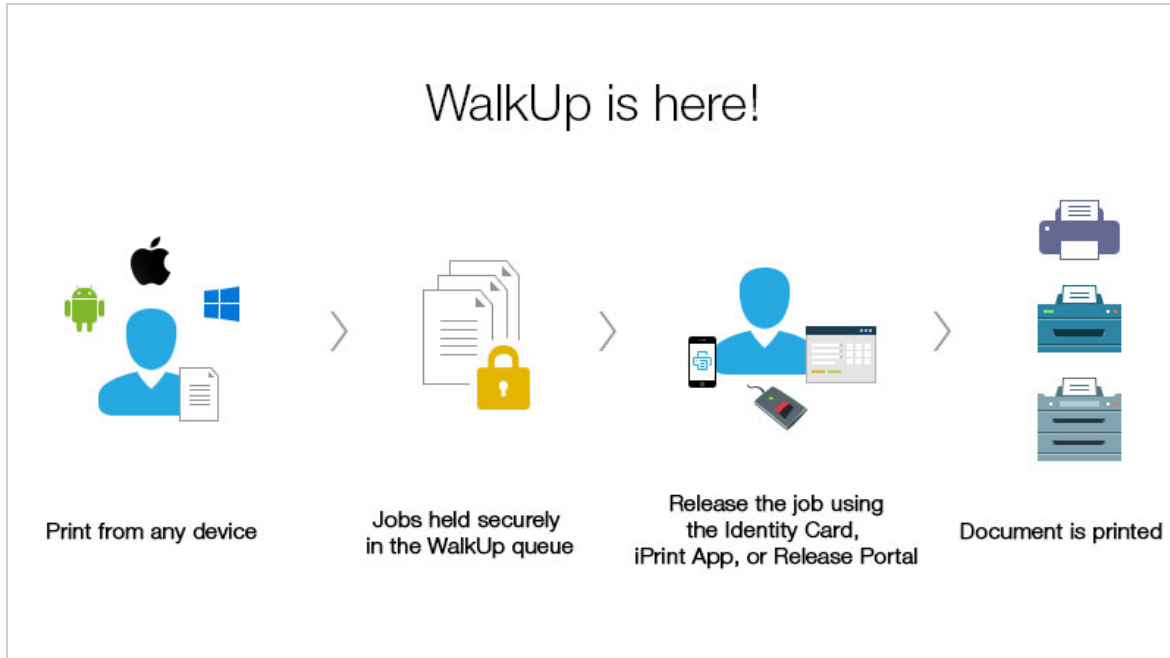 WalkUp is here!
Print from any device
Jobs held securely
in the WalkUp queue
Release the job using
the Identity Card,
iPrint App, or Release Portal
Document is printed